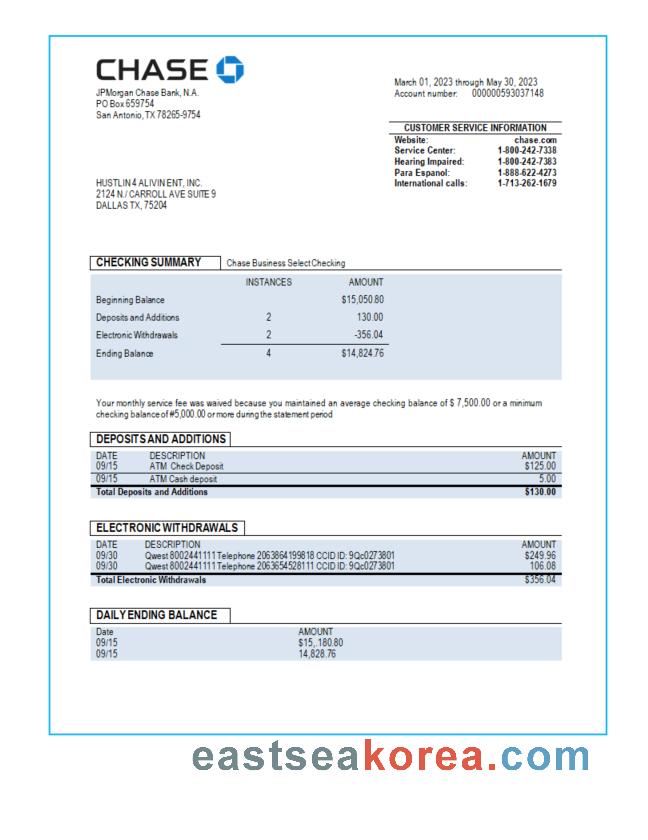 CHASE
JPMorgan Chase Bank, N.A.
PO Box 659754
San Antonio, TX 78265-9754
March 01, 2023 through May 30, 2023
Account number: 000000593037148
CUSTOMER SERVICE INFORMATION
Website: chase.com
Service Center: 1-800-242-7338
Hearing Impaired: 1-800-242-7383
Para Espanol: 1-888-622-4273
International calls: 1-713-262-1679
HUSTLIN 4 ALIVIN ENT, INC.
2124 N./ CARROLL AVE SUITE 9
DALLAS TX, 75204
CHECKING SUMMARY Chase Business Select Checking
INSTANCES AMOUNT
Beginning Balance $15,050.80
Deposits and Additions 2 130.00
Electronic Withdrawals 2 -356.04
Ending Balance 4 $14,824.76
Your monthly service fee was waived because you maintained an average checking balance of $ 7,500.00 or a minimum
checking balance of #5,000.00 or more during the statement period
DEPOSITS AND ADDITIONS
DATE DESCRIPTION AMOUNT
09/15 ATM Check Deposit $125.00
09/15 ATM Cash deposit 5.00
Total Deposits and Additions $130.00
ELECTRONIC WITHDRAWALS
DATE DESCRIPTION AMOUNT
09/30 Qwest 8002441111 Telephone 2063864199818 CCID ID: 9Qc0273801 $249.96
09/30 Qwest 8002441111 Telephone 2063654528111 CCID ID: 9Qc0273801 106.08
Total Electronic Withdrawals $356.04
DAILY ENDING BALANCE
Date AMOUNT
09/15 $15,.180.80
09/15 14,828.76
eastseakorea.com